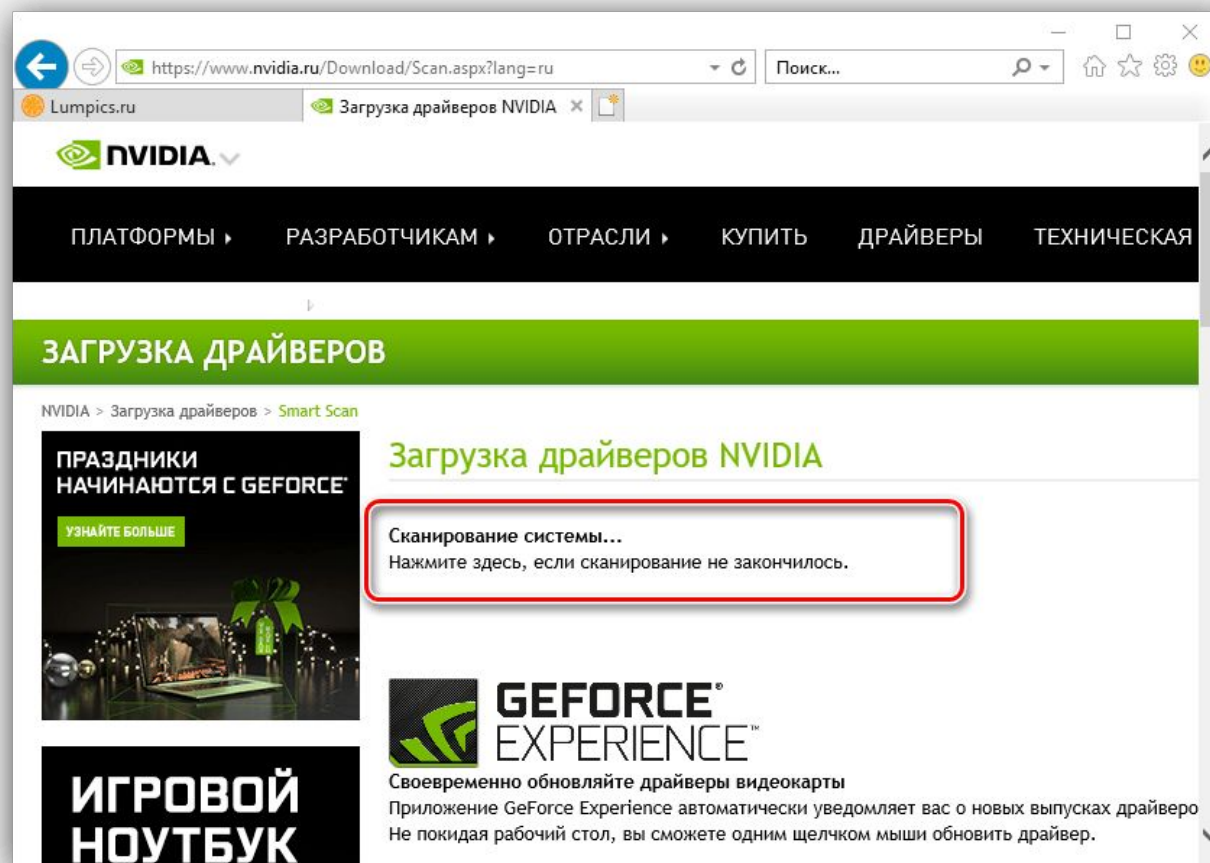 https://www.nvidia.ru/Download/Scan.aspx?lang=ru
Поиск...
Lumpics.ru
Загрузка драйверов NVIDIA
NVIDIA.
ПЛАТФОРМЫ
РАЗРАБОТЧИКАМ
ОТРАСЛИ
КУПИТЬ
ДРАЙВЕРЫ
ТЕХНИЧЕСКАЯ
ЗАГРУЗКА ДРАЙВЕРОВ
NVIDIA > Загрузка драйверов > Smart Scan
ПРАЗДНИКИ
НАЧИНАЮТСЯ С GEFORCE®
УЗНАЙТЕ БОЛЬШЕ
Загрузка драйверов NVIDIA
Сканирование системы...
Нажмите здесь, если сканирование не закончилось.
GEFORCE®
EXPERIENCE™
Своевременно обновляйте драйверы видеокарты
Приложение GeForce Experience автоматически уведомляет вас о новых выпусках драйверо
Не покидая рабочий стол, вы сможете одним щелчком мыши обновить драйвер.
ИГРОВОЙ
НОУТБУК